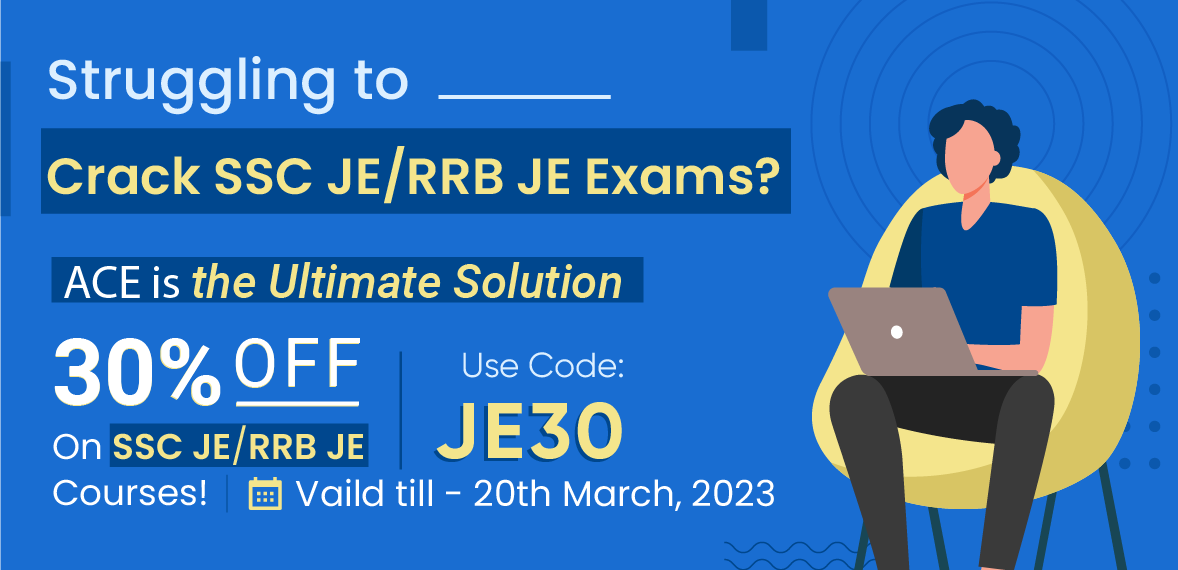 Struggling to
Crack SSC JE/RRB JE Exams?
ACE is the Ultimate Solution
30% OFF
On SSC JE/RRB JE
Courses!
Use Code:
JE30
Vaild till - 20th March, 2023